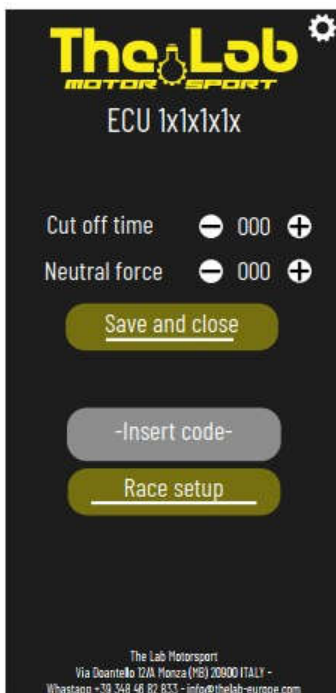 The Lab
MOTOR SPORT
ECU 1x1x1x1x
Cut off time 000
Neutral force 000
Save and close
-Insert code-
Race setup
The Lab Motorsport
Via Doantello 12/A Monza (MB) 20900 ITALY -
Whastapp +39 348 46 82 833 - info@thelab-europe.com